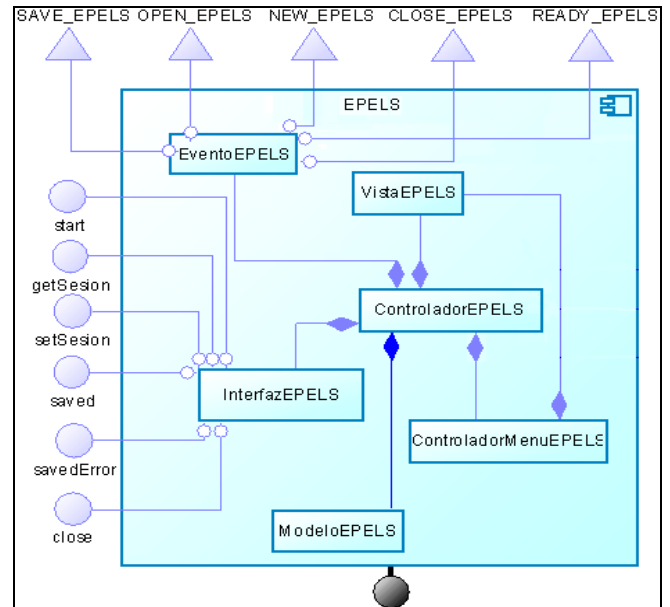 SAVE_EPELS OPEN_EPELS NEW_EPELS CLOSE_EPELS READY_EPELS
EPELS
EventoEPELS
VistaEPELS
start
getSesion
ControladorEPELS
setSesion
InterfazEPELS
saved
ControladorMenuEPELS
savedError
ModeloEPELS
close